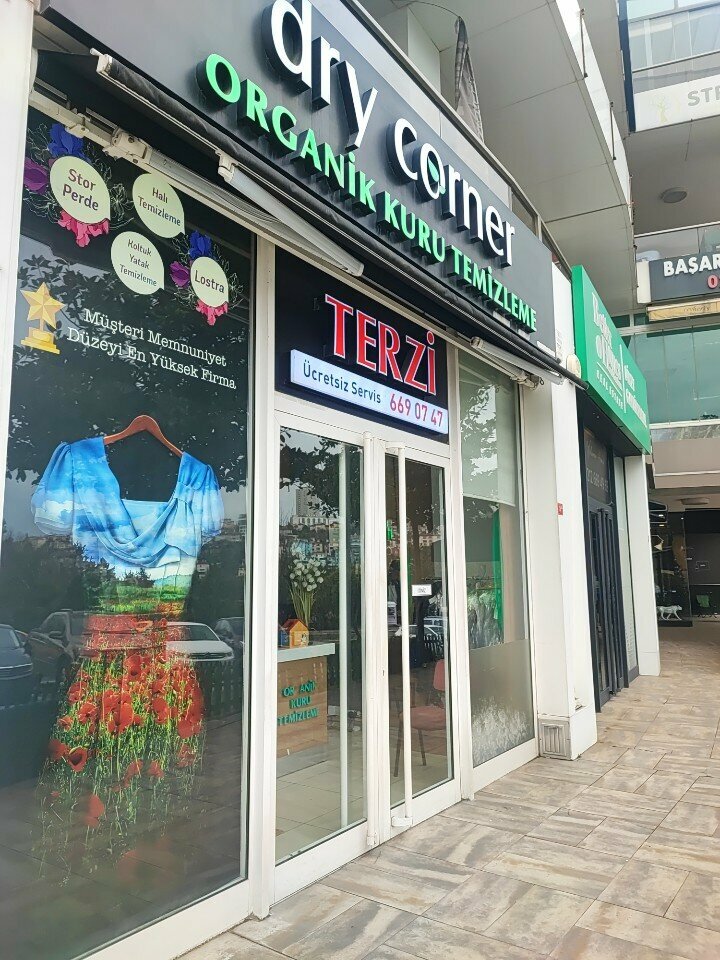 dry corner
ORGANİK KURU TEMİZLEME
Stor
Perde
Halı
Temizleme
Koltuk
Yatak
Temizleme
Lostra
Müşteri Memnuniyet
Düzeyi En Yüksek Firma
TERZİ
Ücretsiz Servis 669 07 47
KURU
TEMİZLEME
BAŞAR